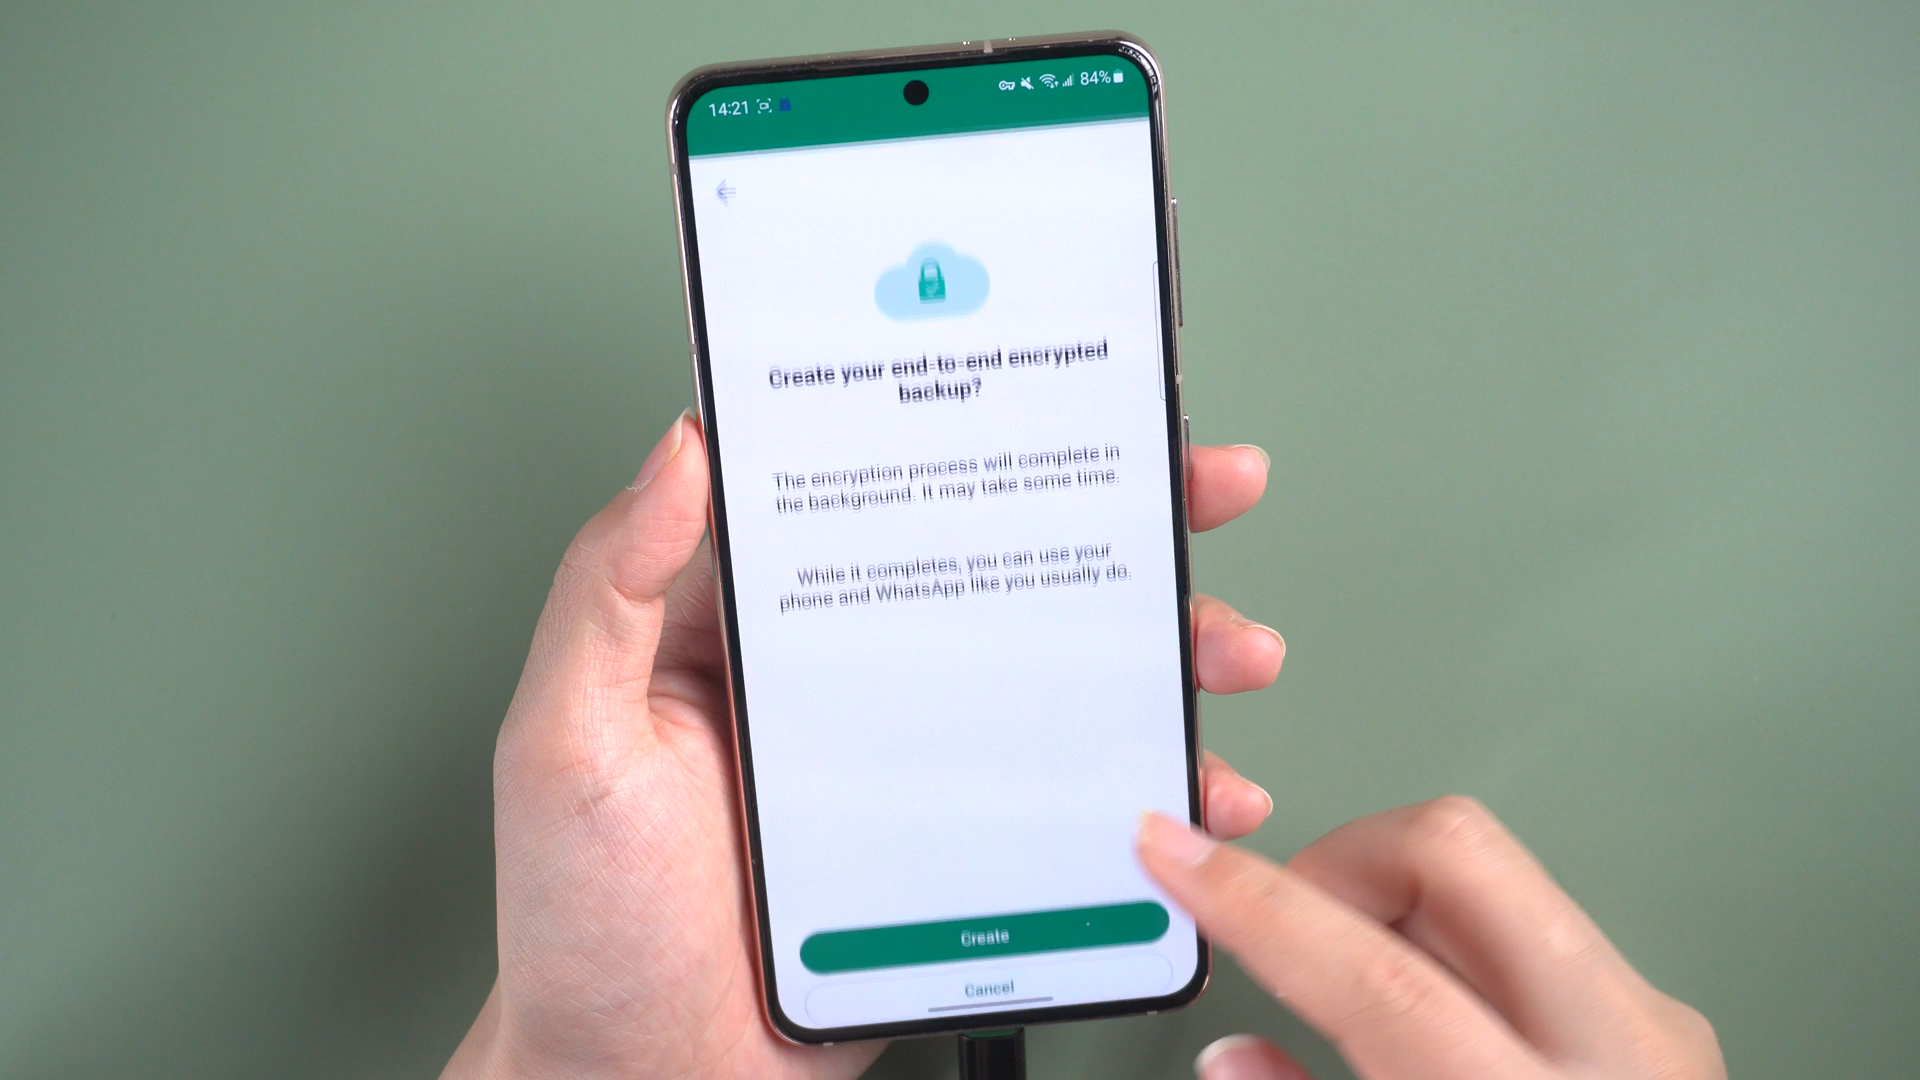 14:21
84%
Create your end-to-end encrypted
backup?
The encryption process will complete in
the background. It may take some time.
While it completes, you can use your
phone and WhatsApp like you usually do.
Create
Cancel